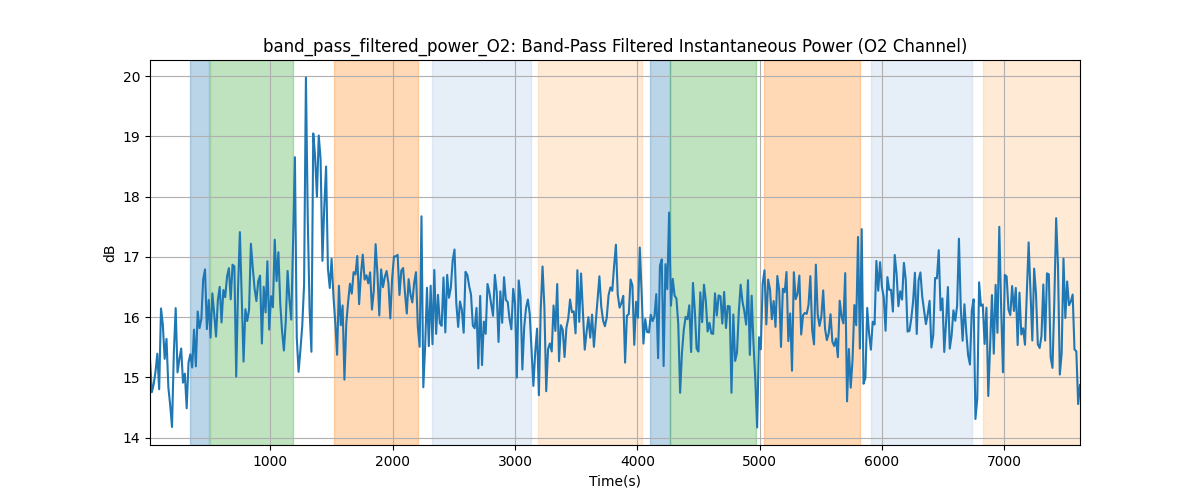 band_pass_filtered_power_O2: Band-Pass Filtered Instantaneous Power (O2 Channel)
20
19
18
17
16
15
14
dB
1000 2000 3000 4000 5000 6000 7000
Time(s)